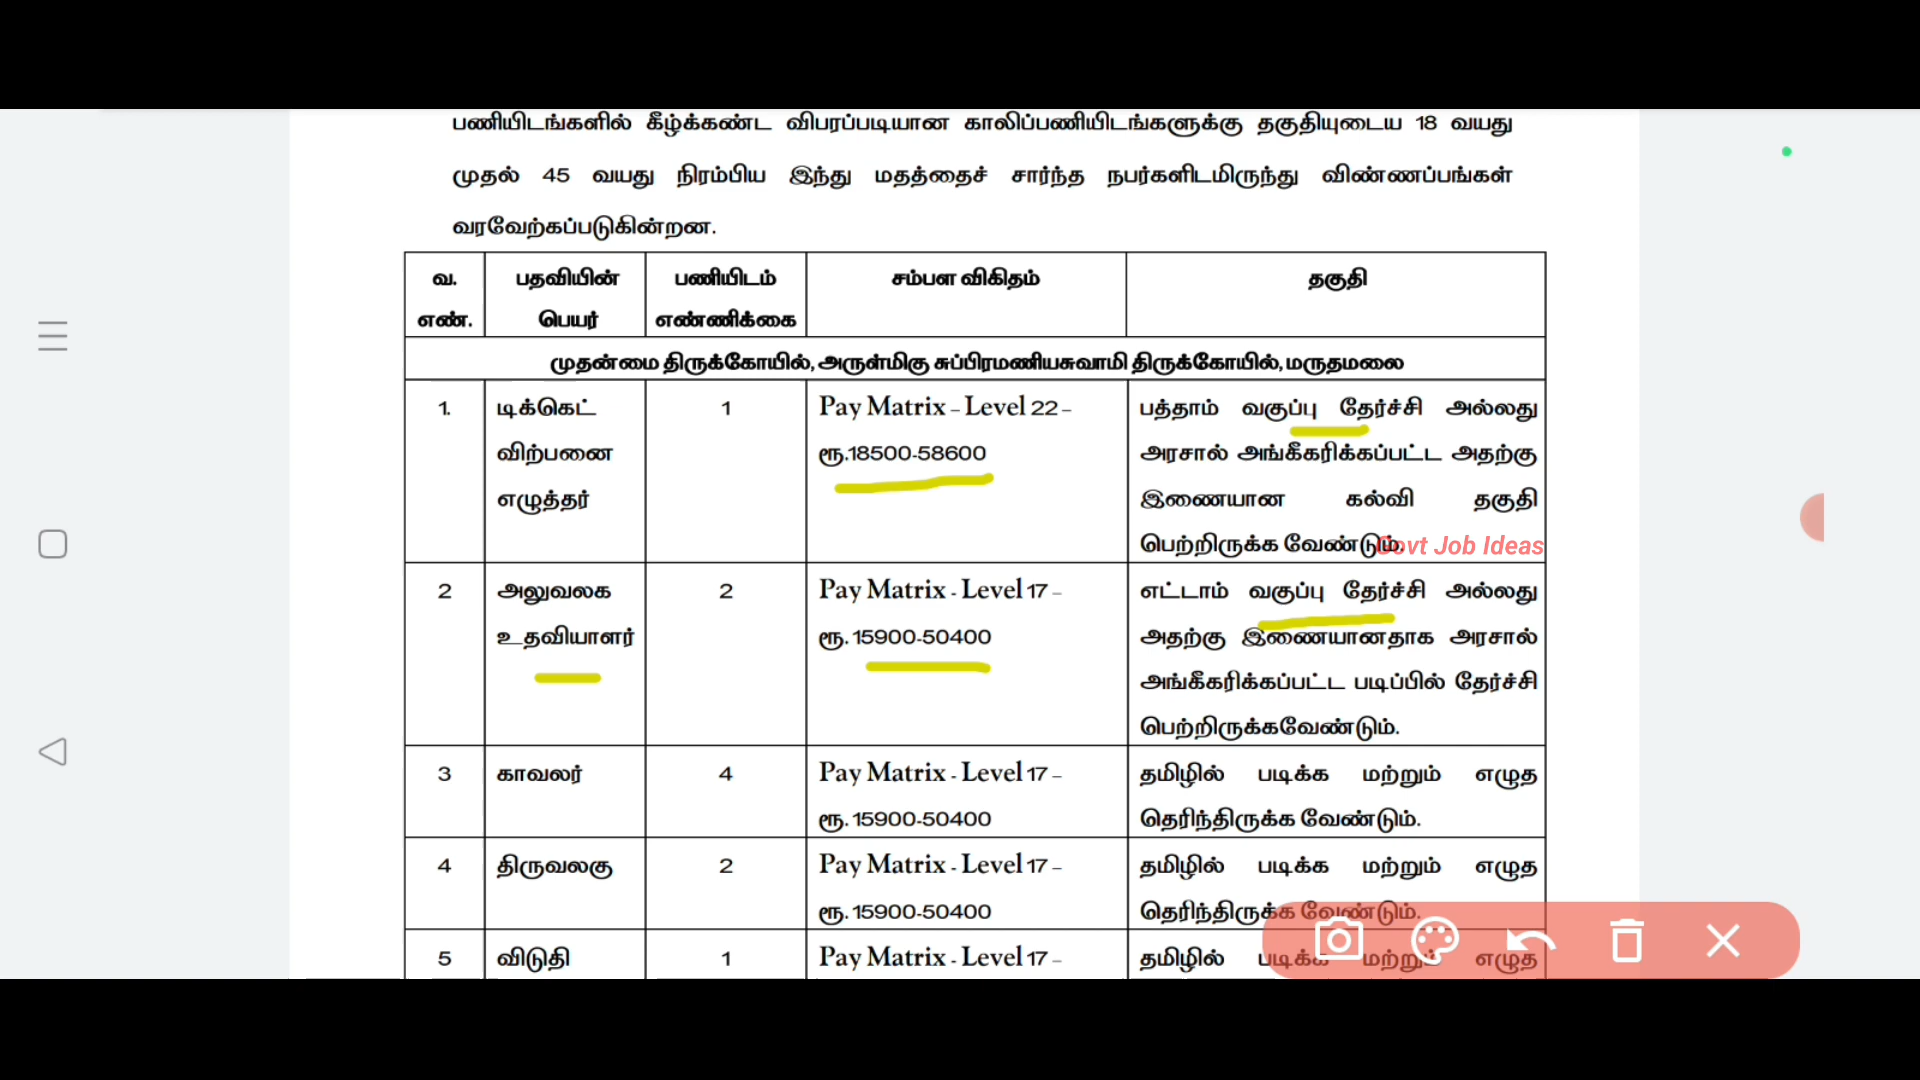 பணியிடங்களில் கீழ்க்கண்ட விபரப்படியான காலிப்பணியிடங்களுக்கு தகுதியுடைய 18 வயது
முதல் 45 வயது நிரம்பிய இந்து மதத்தைச் சார்ந்த நபர்களிடமிருந்து விண்ணப்பங்கள்
வரவேற்கப்படுகின்றன.
வ. பதவியின் பணியிடம் சம்பள விகிதம் தகுதி
எண். பெயர் எண்ணிக்கை
முதன்மை திருக்கோயில், அருள்மிகு சுப்பிரமணியசுவாமி திருக்கோயில், மருதமலை
1. டிக்கெட் 1 Pay Matrix – Level 22 – பத்தாம் வகுப்பு தேர்ச்சி அல்லது
விற்பனை ரூ.18500-58600 அரசால் அங்கீகரிக்கப்பட்ட அதற்கு
எழுத்தர் இணையான கல்வி தகுதி
பெற்றிருக்க வேண்டும்.
Govt Job Ideas
2 அலுவலக 2 Pay Matrix - Level 17 – எட்டாம் வகுப்பு தேர்ச்சி அல்லது
உதவியாளர் ரூ. 15900-50400 அதற்கு இணையானதாக அரசால்
அங்கீகரிக்கப்பட்ட படிப்பில் தேர்ச்சி
பெற்றிருக்கவேண்டும்.
3 காவலர் 4 Pay Matrix - Level 17 – தமிழில் படிக்க மற்றும் எழுத
ரூ. 15900-50400 தெரிந்திருக்க வேண்டும்.
4 திருவலகு 2 Pay Matrix - Level 17 – தமிழில் படிக்க மற்றும் எழுத
ரூ. 15900-50400 தெரிந்திருக்க வேண்டும்.
5 விடுதி 1 Pay Matrix - Level 17 – தமிழில் படிக்க மற்றும் எழுத